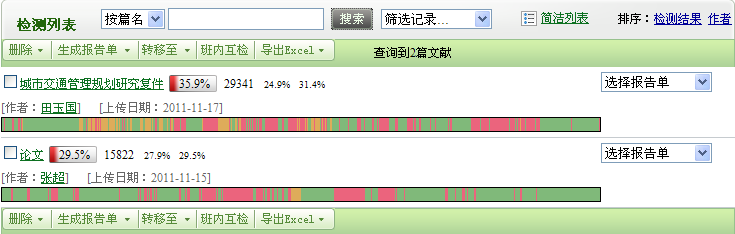 检测列表 按篇名 搜索 筛选记录… 简洁列表 排序：检测结果 作者
删除 生成报告单 转移至 班内互检 导出Excel 查询到2篇文献
城市交通管理规划研究复件 35.9% 29341 24.9% 31.4% 选择报告单
[作者：田玉国] [上传日期：2011-11-17]
论文 29.5% 15822 27.9% 29.5% 选择报告单
[作者：张超] [上传日期：2011-11-15]
删除 生成报告单 转移至 班内互检 导出Excel